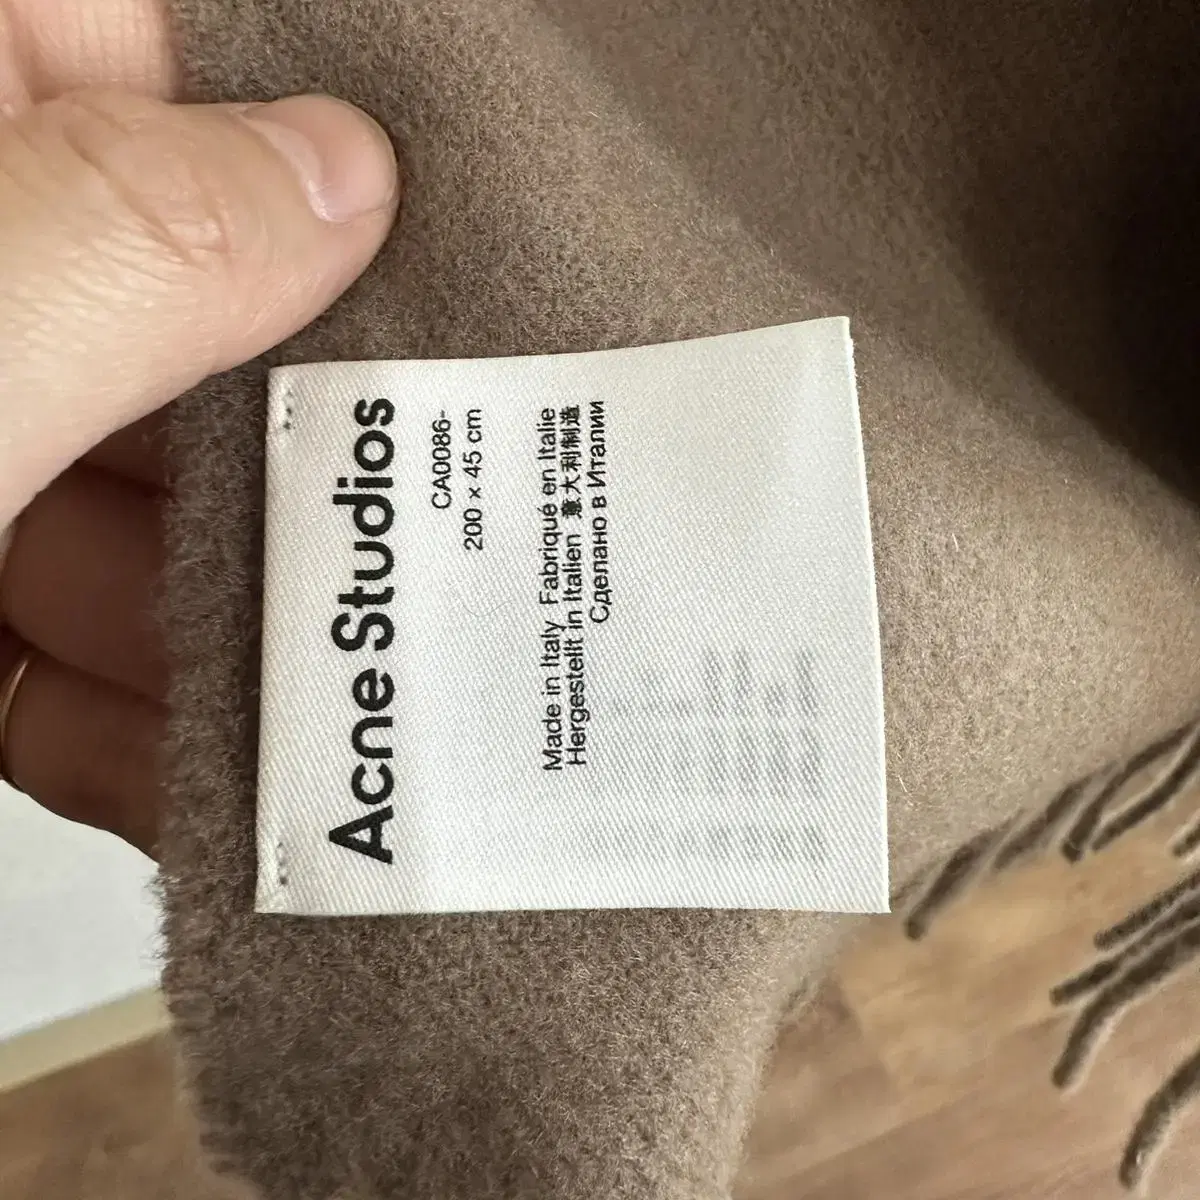 Acne Studios
CA0086-
200 x 45 cm
Made in Italy Fabriqué en Italie
Hergestellt in Italien 意大利制造
Сделано в Италии